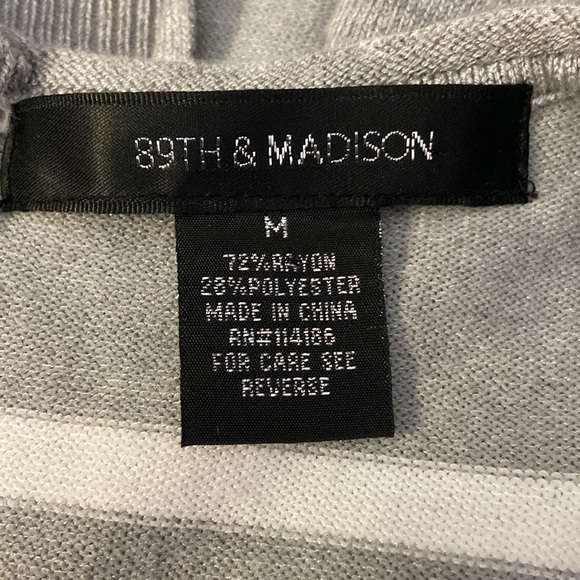 89TH & MADISON
M
72%RAYON
28%POLYESTER
MADE IN CHINA
RN#114186
FOR CARE SEE
REVERSE